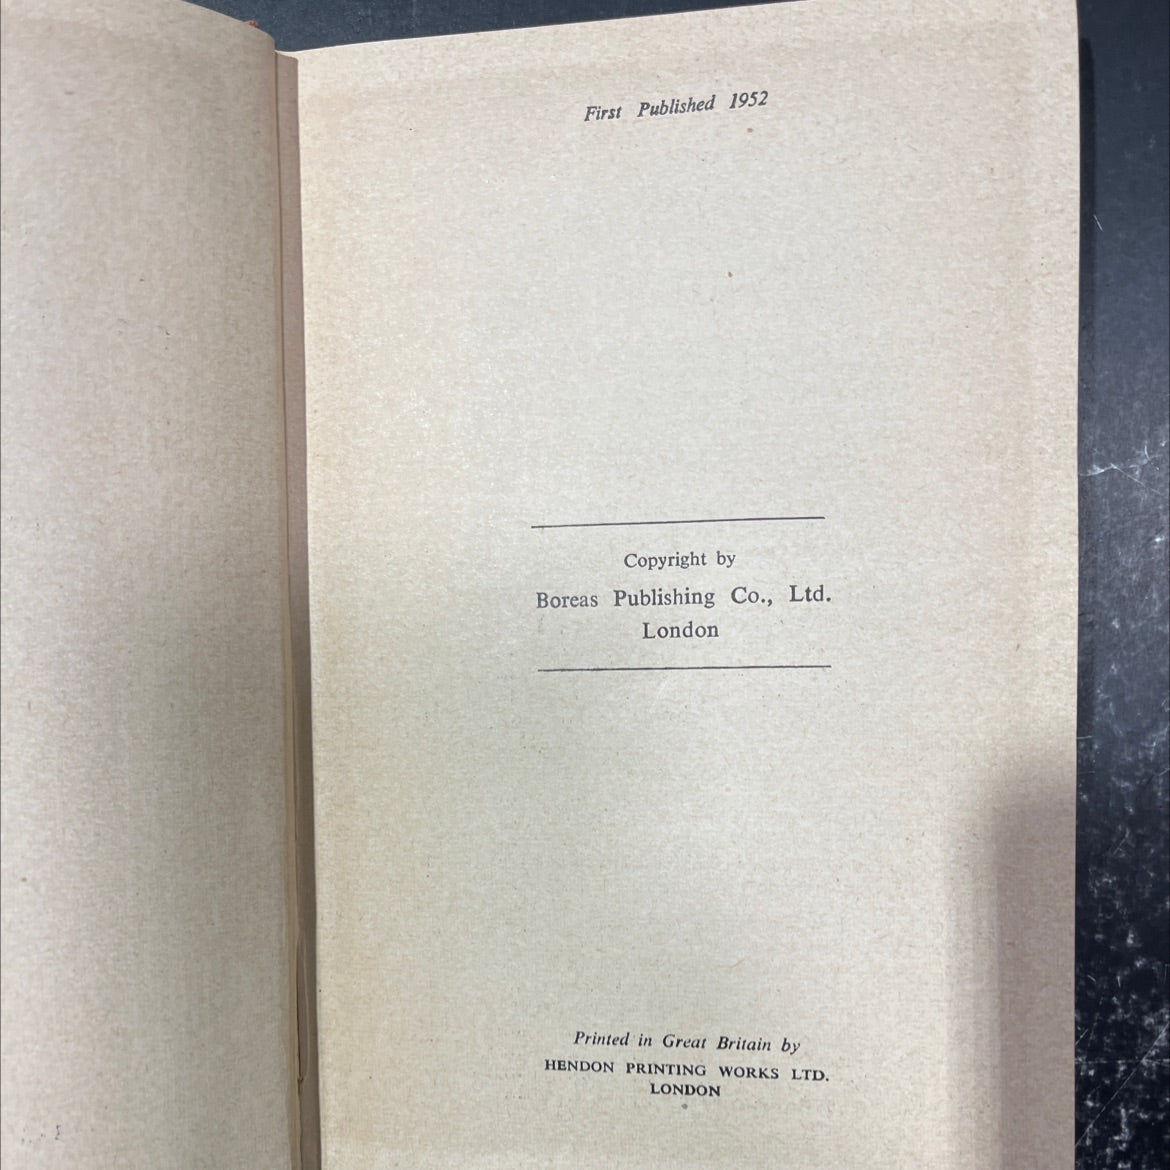 First Published 1952
Copyright by
Boreas Publishing Co., Ltd.
London
Printed in Great Britain by
HENDON PRINTING WORKS LTD.
LONDON